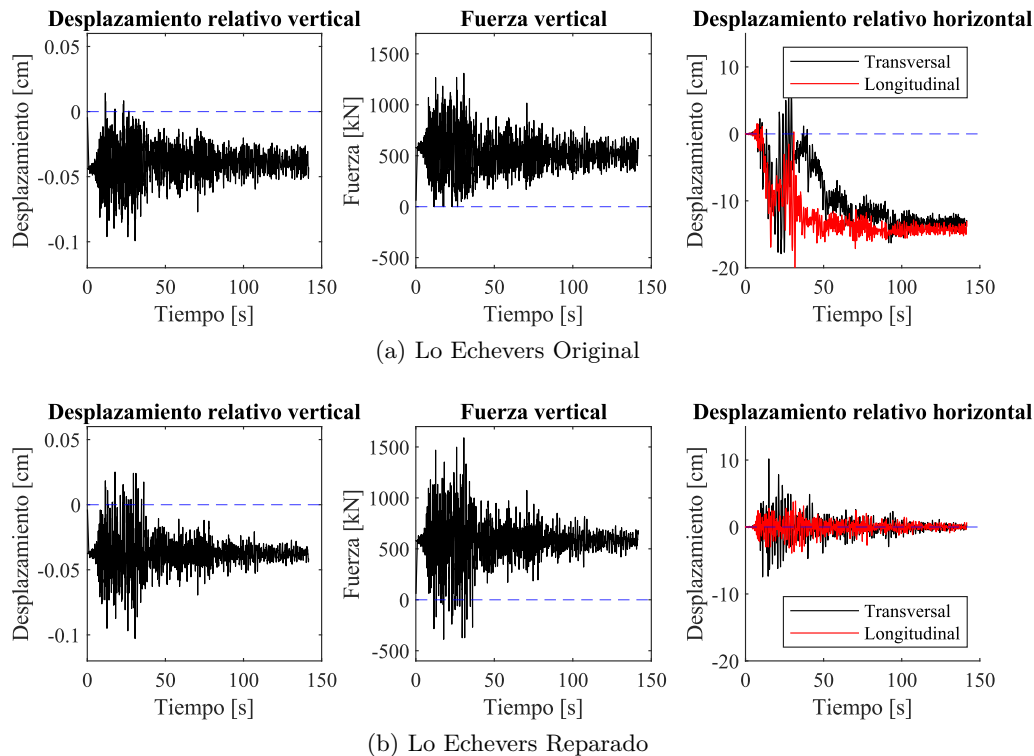 Desplazamiento relativo vertical
Desplazamiento [cm]
0.05
0
-0.05
-0.1
0 50 100 150
Tiempo [s]
Fuerza vertical
Fuerza [kN]
1500
1000
500
0
-500
0 50 100 150
Tiempo [s]
Desplazamiento relativo horizontal
Desplazamiento [cm]
10
0
-10
-20
0 50 100 150
Tiempo [s]
Transversal
Longitudinal
(a) Lo Echevers Original
Desplazamiento relativo vertical
Desplazamiento [cm]
0.05
0
-0.05
-0.1
0 50 100 150
Tiempo [s]
Fuerza vertical
Fuerza [kN]
1500
1000
500
0
-500
0 50 100 150
Tiempo [s]
Desplazamiento relativo horizontal
Desplazamiento [cm]
10
0
-10
-20
0 50 100 150
Tiempo [s]
Transversal
Longitudinal
(b) Lo Echevers Reparado